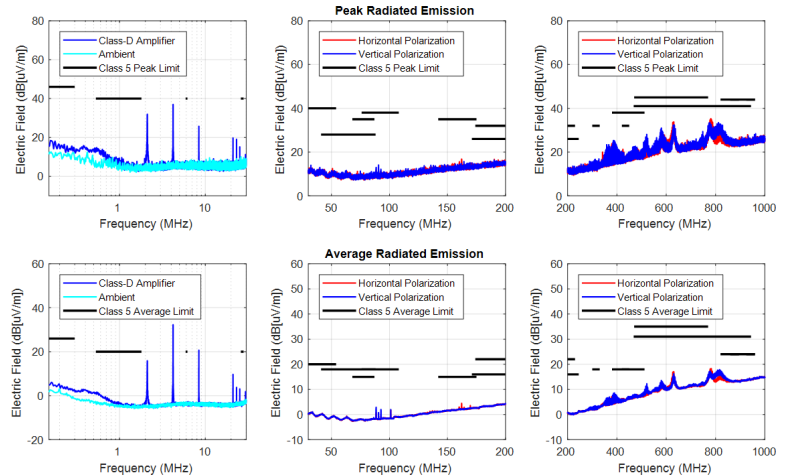 Peak Radiated Emission
60
40
20
0
Electric Field (dB[uV/m])
Class-D Amplifier
Ambient
Class 5 Peak Limit
1
10
Frequency (MHz)
60
50
40
30
20
10
0
Electric Field (dB[uV/m])
Horizontal Polarization
Vertical Polarization
Class 5 Peak Limit
50
100
150
200
Frequency (MHz)
60
50
40
30
20
10
0
Electric Field (dB[uV/m])
Horizontal Polarization
Vertical Polarization
Class 5 Peak Limit
200
400
600
800
1000
Frequency (MHz)
Average Radiated Emission
60
40
20
0
-20
Electric Field (dB[uV/m])
Class-D Amplifier
Ambient
Class 5 Average Limit
1
10
Frequency (MHz)
60
50
40
30
20
10
0
-10
Electric Field (dB[uV/m])
Horizontal Polarization
Vertical Polarization
Class 5 Average Limit
50
100
150
200
Frequency (MHz)
60
50
40
30
20
10
0
-10
Electric Field (dB[uV/m])
Horizontal Polarization
Vertical Polarization
Class 5 Average Limit
200
400
600
800
1000
Frequency (MHz)